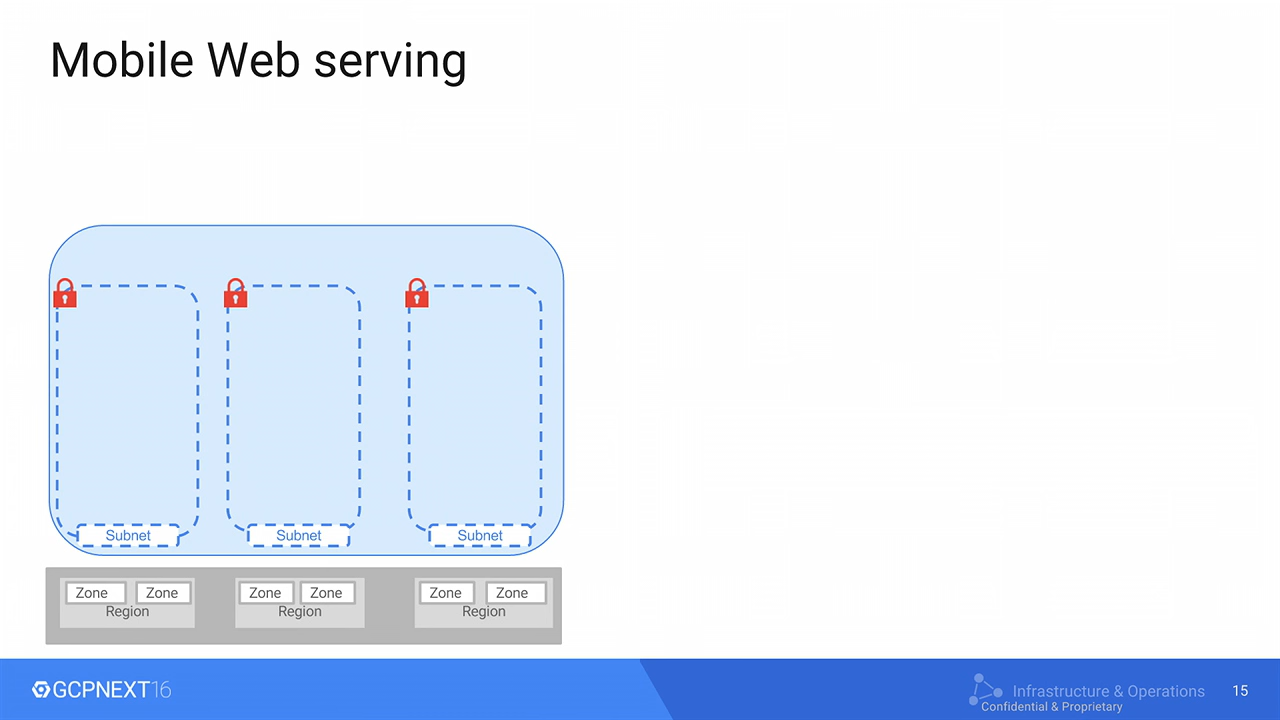 Mobile Web serving
Subnet
Subnet
Subnet
Zone Zone
Region
Zone Zone
Region
Zone Zone
Region
GCPNEXT16
Infrastructure & Operations
Confidential & Proprietary
15